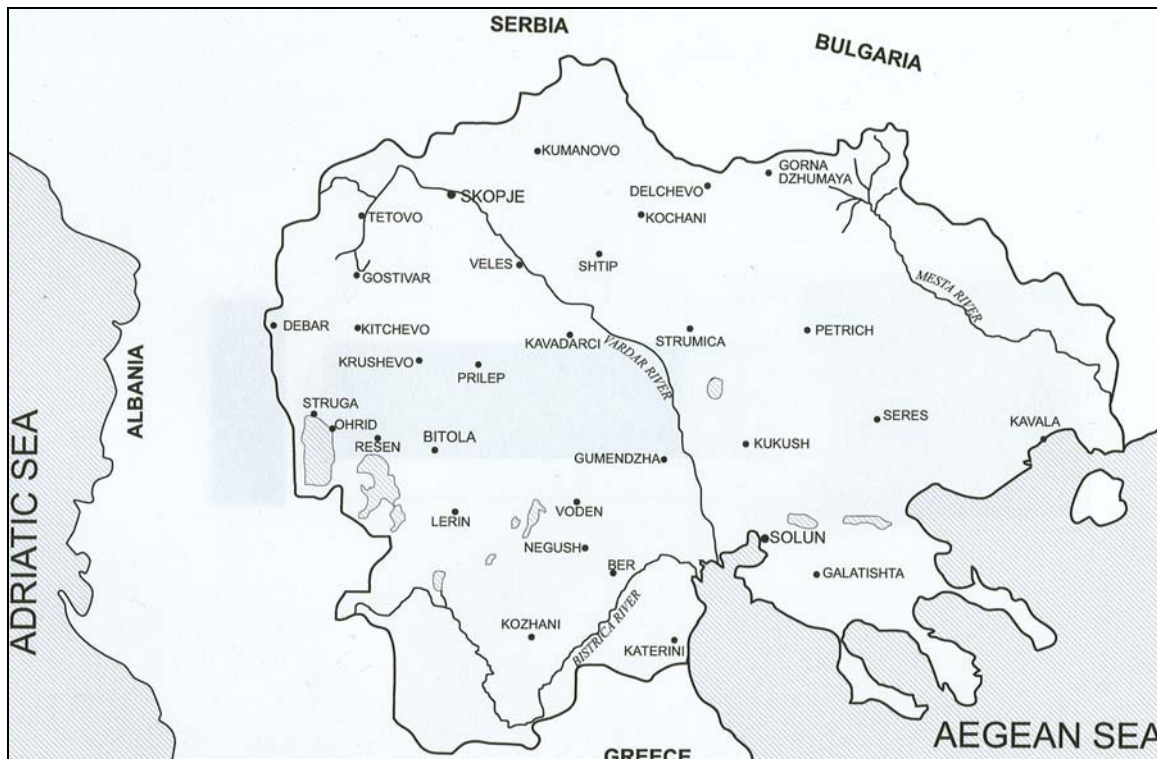 SERBIA
BULGARIA
KUMANOVO
GORNA
DZHUMAYA
DELCHEVO
SKOPJE
KOCHANI
TETOVO
VELES
SHTIP
GOSTIVAR
MESTA RIVER
DEBAR
KITCHEVO
KAVADARCI
STRUMICA
PETRICH
VARDAR RIVER
KRUSHEVO
PRILEP
ALBANIA
STRUGA
OHRID
RESEN
BITOLA
SERES
KAVALA
KUKUSH
GUMENDZHA
ADRIATIC SEA
LERIN
VODEN
SOLUN
NEGUSH
BER
GALATISHTA
KOZHANI
BISTRICA RIVER
KATERINI
AEGEAN SEA
GREECE